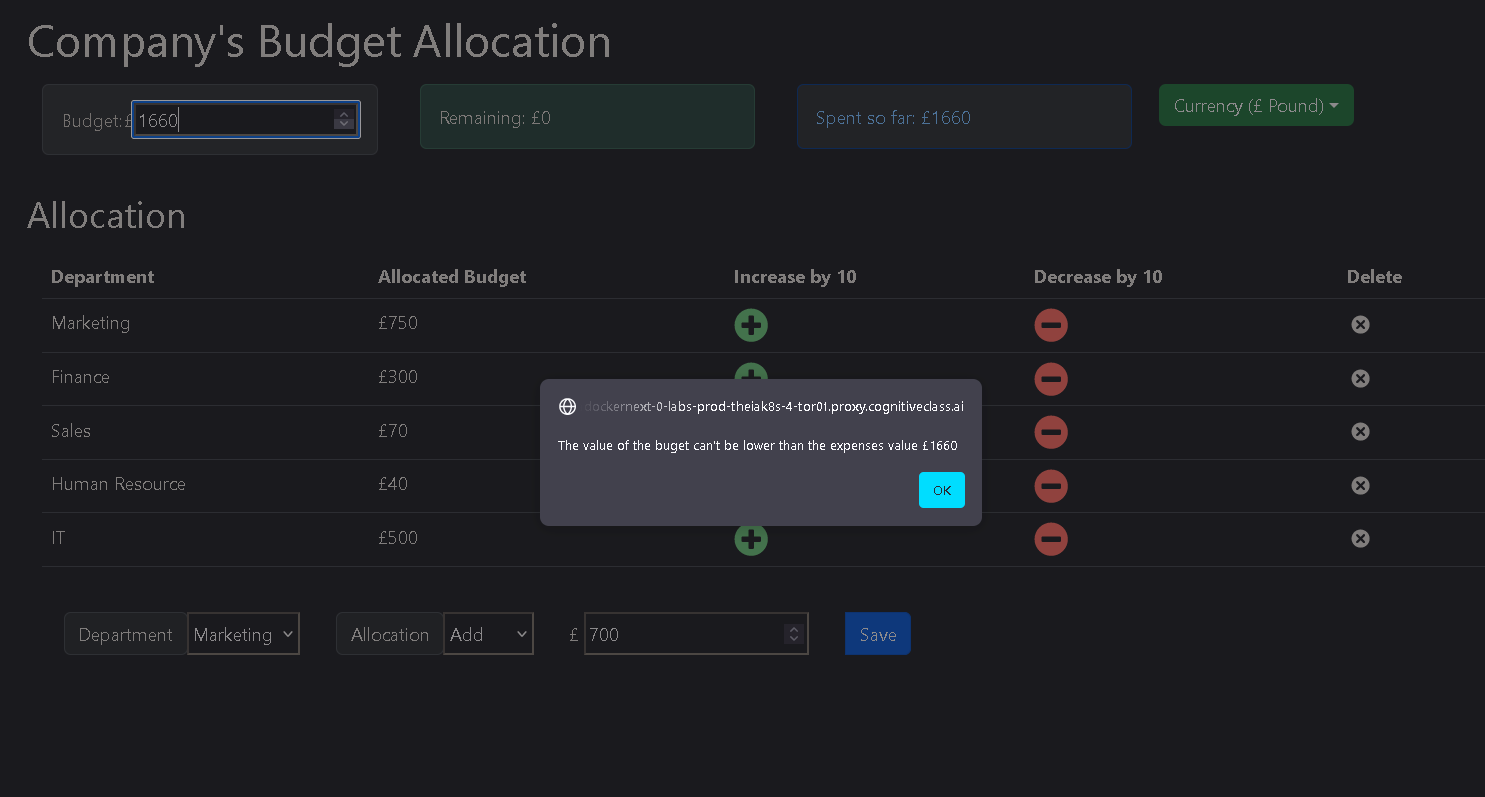 Company's Budget Allocation
Budget:£ 1660
Remaining: £0
Spent so far: £1660
Currency (£ Pound)
Allocation
Department Allocated Budget Increase by 10 Decrease by 10 Delete
Marketing £750
Finance £300
Sales £70
Human Resource £40
IT £500
dockernext-0-labs-prod-theiak8s-4-tor01.proxy.cognitiveclass.ai
The value of the buget can't be lower than the expenses value £1660
OK
Department Marketing Allocation Add £ 700 Save